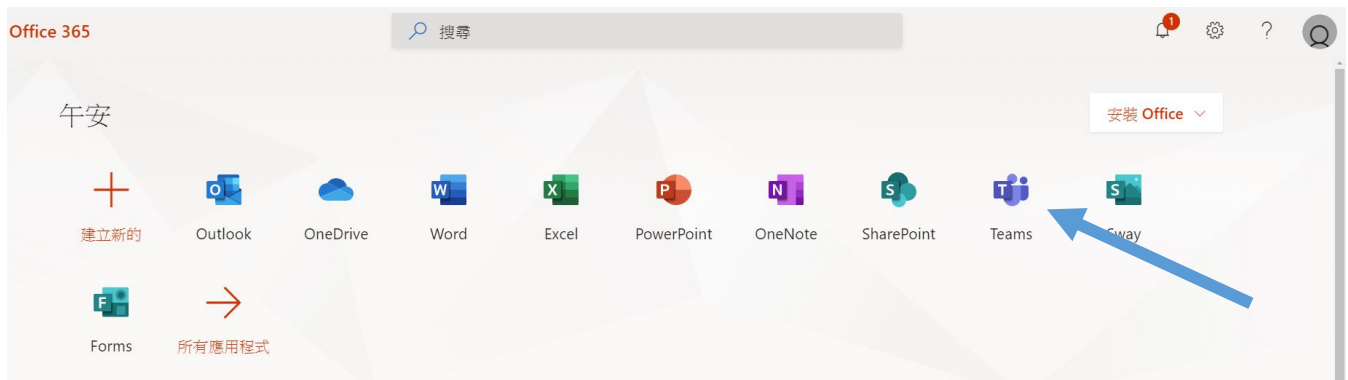 Office 365
搜尋
1
?
午安
安裝 Office
建立新的
O
Outlook
OneDrive
W
Word
X
Excel
P
PowerPoint
N
OneNote
S
SharePoint
T
Teams
S
Sway
F
Forms
所有應用程式